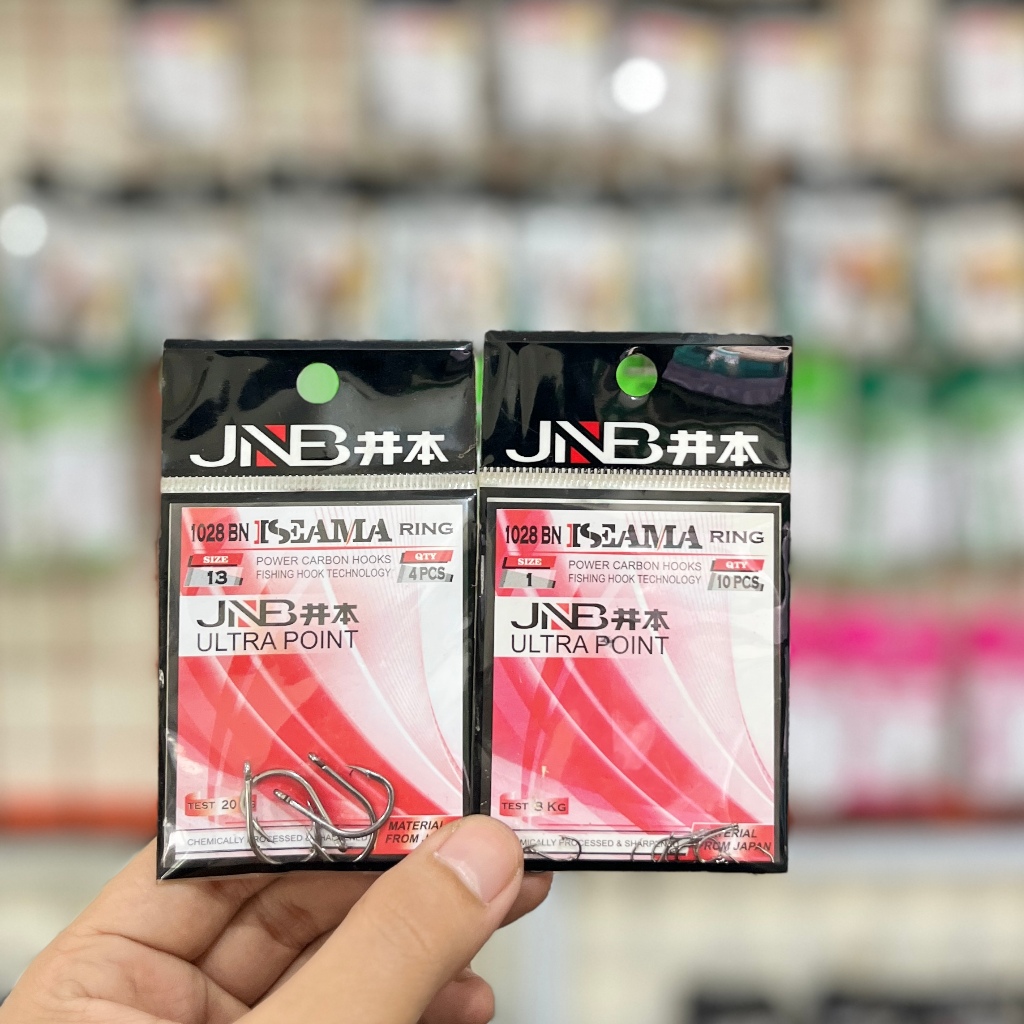 JNB井本
1028 BN ISEAMA RING
SIZE
13
POWER CARBON HOOKS
FISHING HOOK TECHNOLOGY
QTY
4 PCS
JNB井本
ULTRA POINT
TEST 20
CHEMICALLY PROCESSED & SHARPENED
MATERIAL
FROM
JNB井本
1028 BN ISEAMA RING
SIZE
1
POWER CARBON HOOKS
FISHING HOOK TECHNOLOGY
QTY
10 PCS
JNB井本
ULTRA POINT
TEST 3 KG
PROCESSED &
MATERIAL
FROM JAPAN